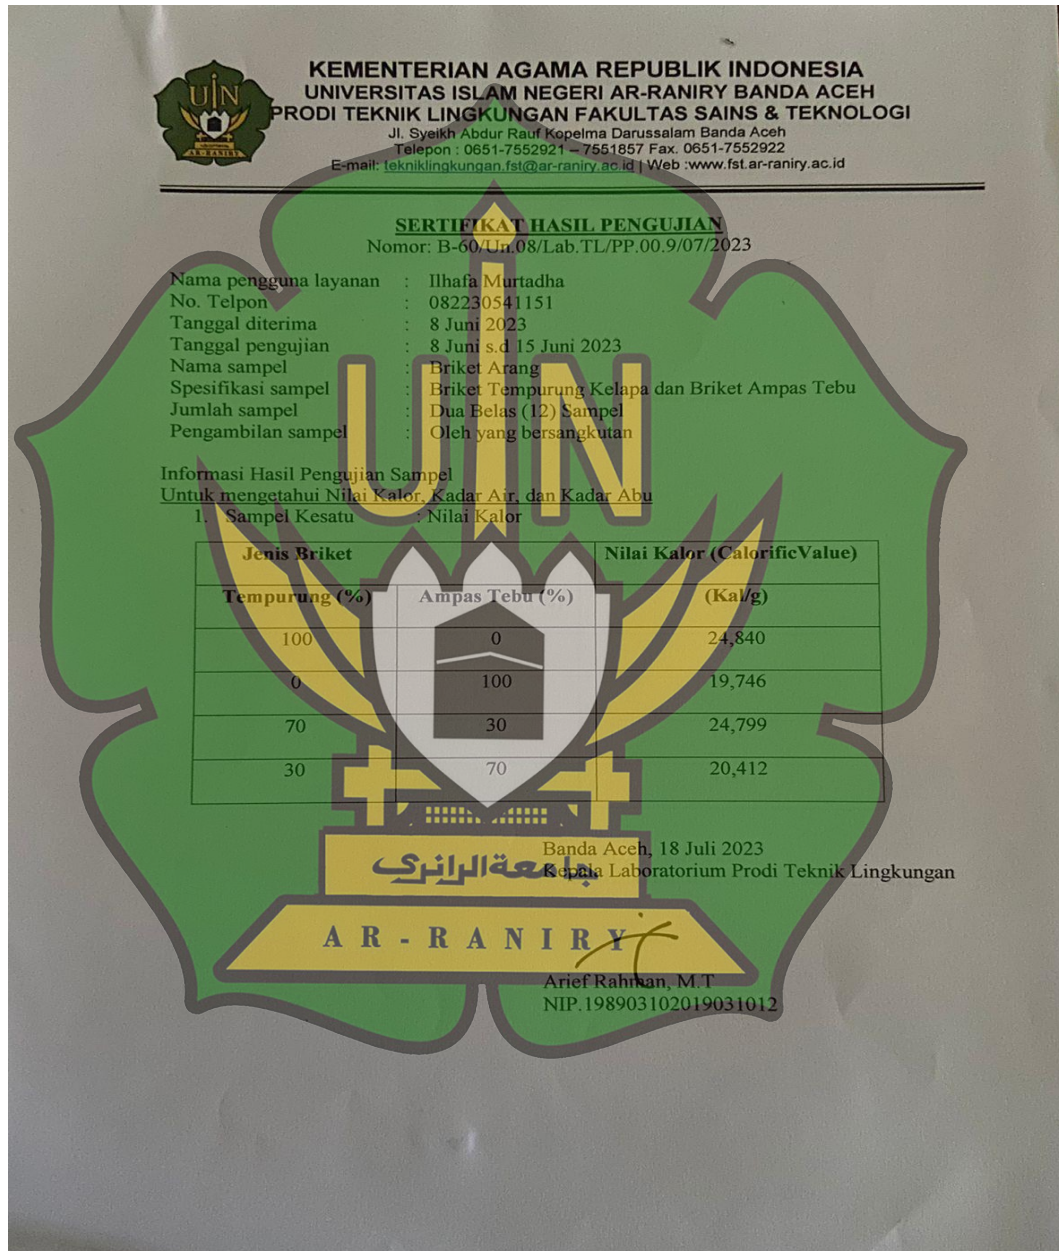 UIN
AR-RANIRY
KEMENTERIAN AGAMA REPUBLIK INDONESIA
UNIVERSITAS ISLAM NEGERI AR-RANIRY BANDA ACEH
PRODI TEKNIK LINGKUNGAN FAKULTAS SAINS & TEKNOLOGI
Jl. Syeikh Abdur Rauf Kopelma Darussalam Banda Aceh
Telepon : 0651-7552921 – 7551857 Fax. 0651-7552922
E-mail: tekniklingkungan.fst@ar-raniry.ac.id | Web :www.fst.ar-raniry.ac.id
SERTIFIKAT HASIL PENGUJIAN
Nomor: B-60/Un.08/Lab.TL/PP.00.9/07/2023
Nama pengguna layanan : Ilhafa Murtadha
No. Telpon : 082230541151
Tanggal diterima : 8 Juni 2023
Tanggal pengujian : 8 Juni s.d 15 Juni 2023
Nama sampel : Briket Arang
Spesifikasi sampel : Briket Tempurung Kelapa dan Briket Ampas Tebu
Jumlah sampel : Dua Belas (12) Sampel
Pengambilan sampel : Oleh yang bersangkutan
UIN
Informasi Hasil Pengujian Sampel
Untuk mengetahui Nilai Kalor, Kadar Air, dan Kadar Abu
1. Sampel Kesatu : Nilai Kalor
Jenis Briket Nilai Kalor (CalorificValue)
Tempurung (%) Ampas Tebu (%) (Kal/g)
100 0 24,840
0 100 19,746
70 30 24,799
30 70 20,412
Banda Aceh, 18 Juli 2023
Kepala Laboratorium Prodi Teknik Lingkungan
جامعة الرانري
AR-RANIRY
Arief Rahman, M.T
NIP.198903102019031012